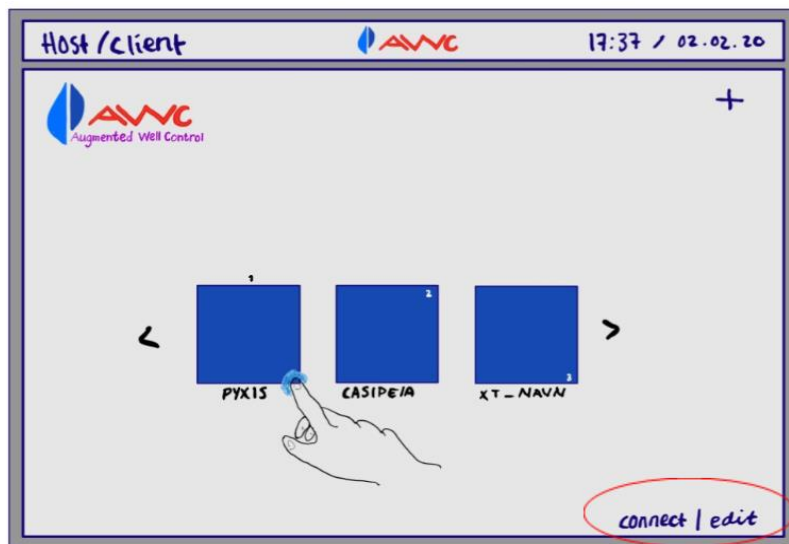 Host/client AWC 17:37 / 02.02.20
+
AWC
Augmented Well Control
1
2
< >
3
PYXIS CASIPEIA XT_NAVN
connect | edit